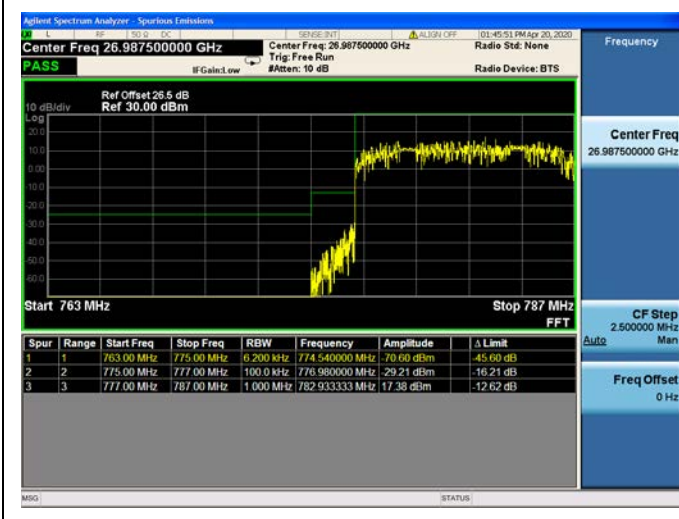 Agilent Spectrum Analyzer - Spurious Emissions
L RF 50 Ω DC SENSE:INT ALIGN OFF 01:45:51 PM Apr 20, 2020
Center Freq 26.987500000 GHz Center Freq: 26.987500000 GHz Radio Std: None Frequency
Trig: Free Run
PASS IFGain:Low #Atten: 10 dB Radio Device: BTS
Ref Offset 26.5 dB
10 dB/div Ref 30.00 dBm
Log
20.0
10.0
0.00
-10.0
-20.0
-30.0
-40.0
-50.0
-60.0
Center Freq
26.987500000 GHz
Start 763 MHz Stop 787 MHz
FFT
CF Step
2.500000 MHz
Auto Man
Spur Range Start Freq Stop Freq RBW Frequency Amplitude Δ Limit
1 1 763.00 MHz 775.00 MHz 6.200 kHz 774.540000 MHz -70.60 dBm -45.60 dB
2 2 775.00 MHz 777.00 MHz 100.0 kHz 776.980000 MHz -29.21 dBm -16.21 dB
3 3 777.00 MHz 787.00 MHz 1.000 MHz 782.933333 MHz 17.38 dBm -12.62 dB
Freq Offset
0 Hz
MSG STATUS